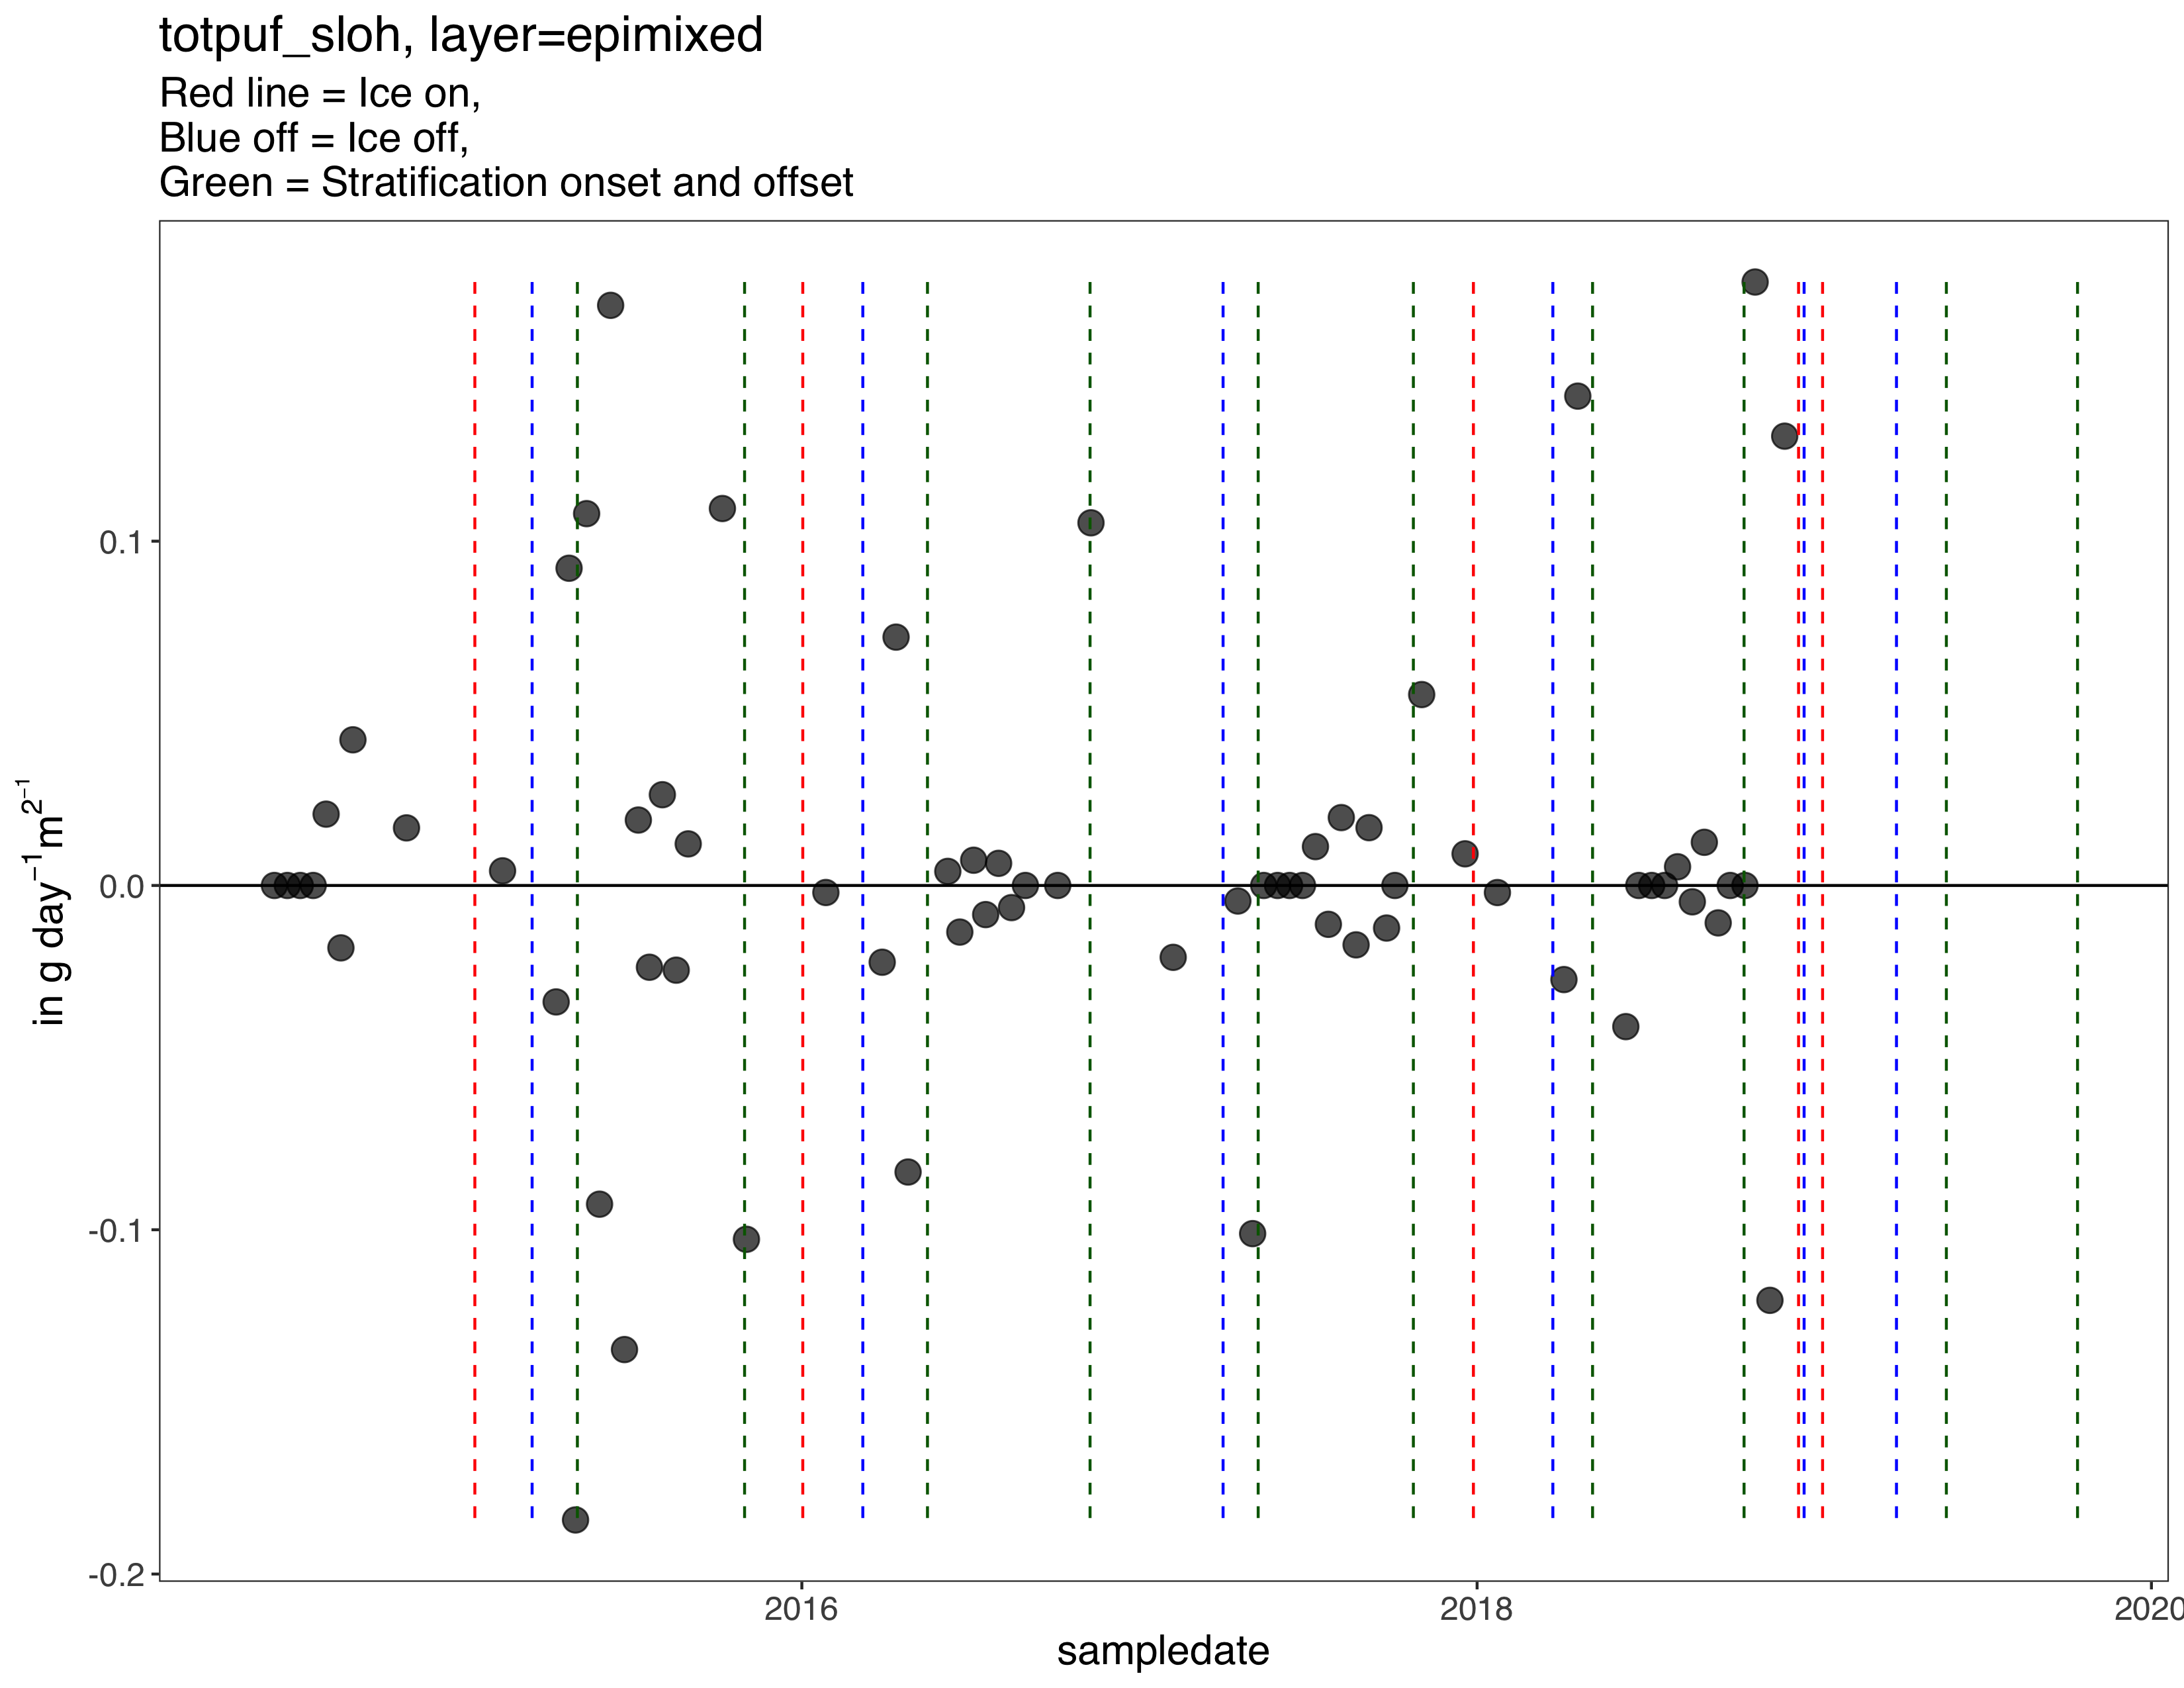 totpuf_sloh, layer=epimixed
Red line = Ice on,
Blue off = Ice off,
Green = Stratification onset and offset
in g day⁻¹m²⁻¹
0.1
0.0
-0.1
-0.2
2016 2018 2020
sampledate